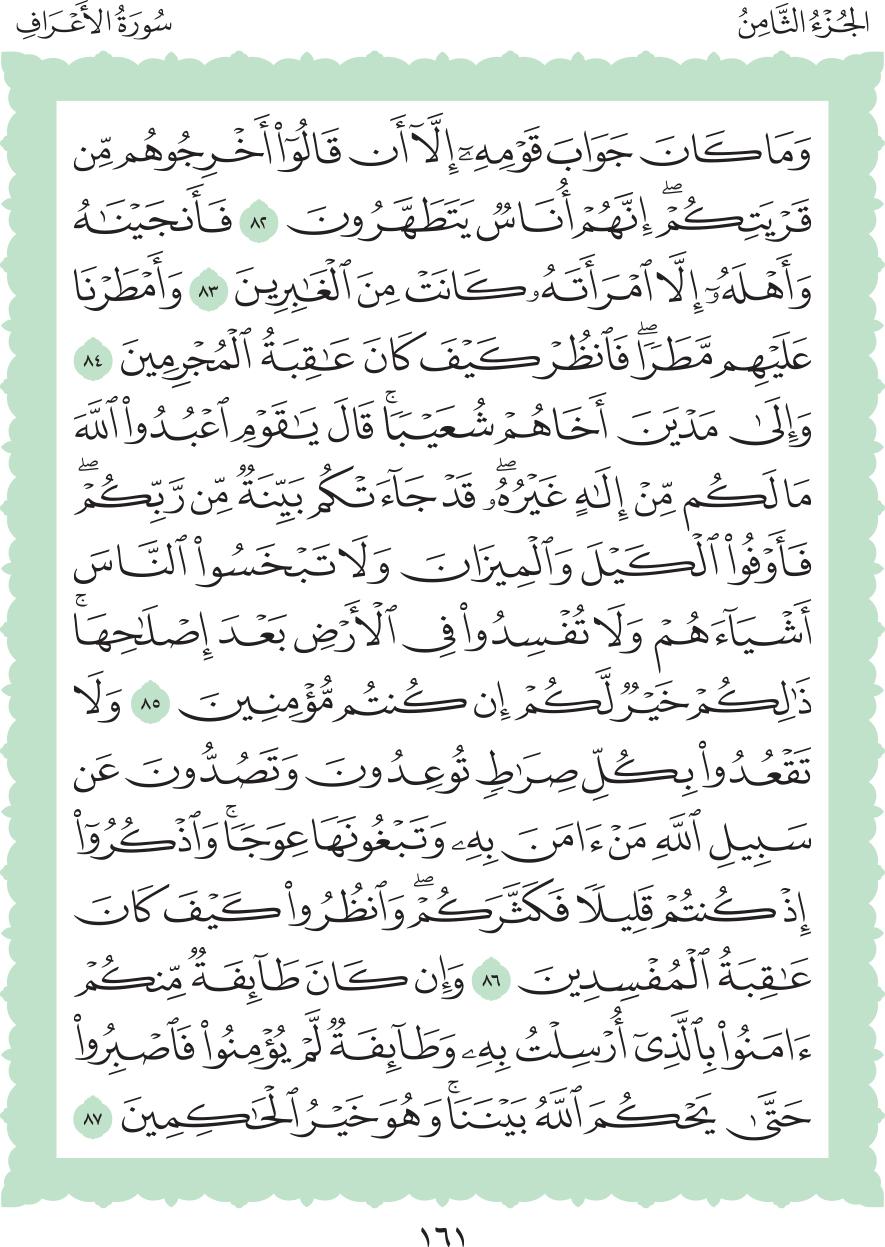 الجُزْءُ الثَّامِنُ
سُورَةُ الأَعْرَافِ
وَمَا كَانَ جَوَابَ قَوْمِهِۦٓ إِلَّآ أَن قَالُوٓا۟ أَخْرِجُوهُم مِّن
قَرْيَتِكُمْۖ إِنَّهُمْ أُنَاسٌ يَتَطَهَّرُونَ ٨٢ فَأَنجَيْنَٰهُ
وَأَهْلَهُۥٓ إِلَّا ٱمْرَأَتَهُۥ كَانَتْ مِنَ ٱلْغَٰبِرِينَ ٨٣ وَأَمْطَرْنَا
عَلَيْهِم مَّطَرًاۖ فَٱنظُرْ كَيْفَ كَانَ عَٰقِبَةُ ٱلْمُجْرِمِينَ ٨٤
وَإِلَىٰ مَدْيَنَ أَخَاهُمْ شُعَيْبًاۚ قَالَ يَٰقَوْمِ ٱعْبُدُوا۟ ٱللَّهَ
مَا لَكُم مِّنْ إِلَٰهٍ غَيْرُهُۥۖ قَدْ جَآءَتْكُم بَيِّنَةٌ مِّن رَّبِّكُمْۖ
فَأَوْفُوا۟ ٱلْكَيْلَ وَٱلْمِيزَانَ وَلَا تَبْخَسُوا۟ ٱلنَّاسَ
أَشْيَآءَهُمْ وَلَا تُفْسِدُوا۟ فِى ٱلْأَرْضِ بَعْدَ إِصْلَٰحِهَاۚ
ذَٰلِكُمْ خَيْرٌ لَّكُمْ إِن كُنتُم مُّؤْمِنِينَ ٨٥ وَلَا
تَقْعُدُوا۟ بِكُلِّ صِرَٰطٍ تُوعِدُونَ وَتَصُدُّونَ عَن
سَبِيلِ ٱللَّهِ مَنْ ءَامَنَ بِهِۦ وَتَبْغُونَهَا عِوَجًاۚ وَٱذْكُرُوٓا۟
إِذْ كُنتُمْ قَلِيلًا فَكَثَّرَكُمْۖ وَٱنظُرُوا۟ كَيْفَ كَانَ
عَٰقِبَةُ ٱلْمُفْسِدِينَ ٨٦ وَإِن كَانَ طَآئِفَةٌ مِّنكُمْ
ءَامَنُوا۟ بِٱلَّذِىٓ أُرْسِلْتُ بِهِۦ وَطَآئِفَةٌ لَّمْ يُؤْمِنُوا۟ فَٱصْبِرُوا۟
حَتَّىٰ يَحْكُمَ ٱللَّهُ بَيْنَنَاۚ وَهُوَ خَيْرُ ٱلْحَٰكِمِينَ ٨٧
١٦١